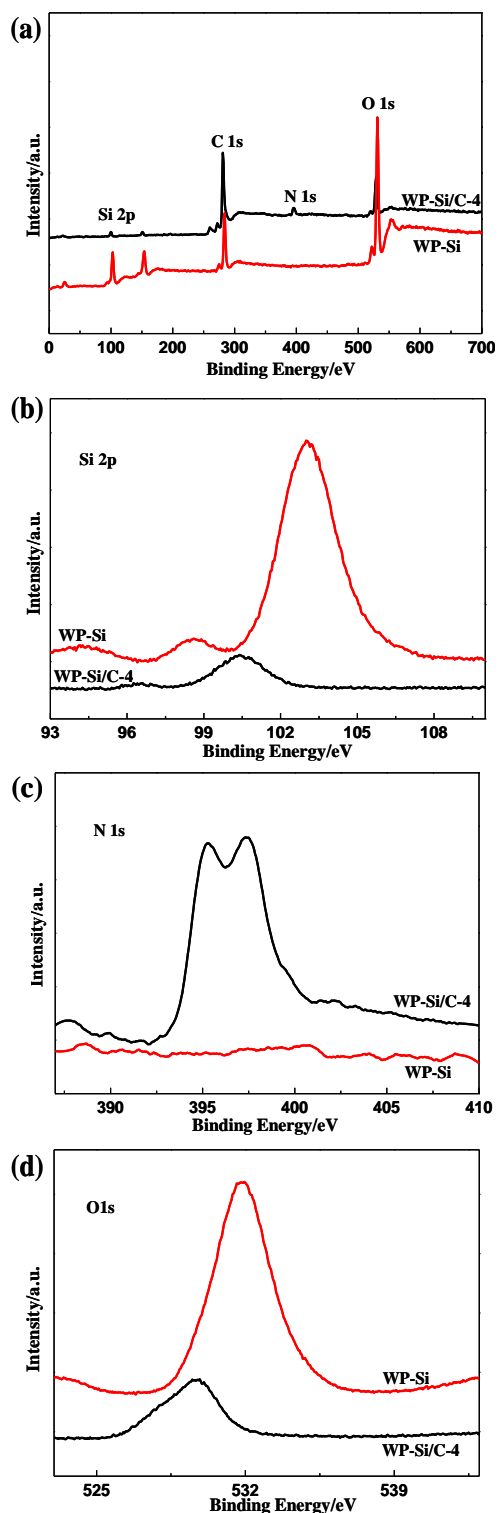 (a)
Intensity/a.u.
Si 2p
C 1s
N 1s
O 1s
WP-Si/C-4
WP-Si
0 100 200 300 400 500 600 700
Binding Energy/eV
(b)
Intensity/a.u.
Si 2p
WP-Si
WP-Si/C-4
93 96 99 102 105 108
Binding Energy/eV
(c)
Intensity/a.u.
N 1s
WP-Si/C-4
WP-Si
390 395 400 405 410
Binding Energy/eV
(d)
Intensity/a.u.
O1s
WP-Si
WP-Si/C-4
525 532 539
Binding Energy/eV